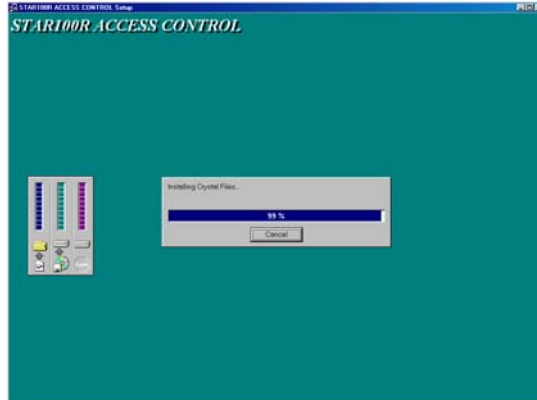 STAR100R ACCESS CONTROL Setup
STAR100R ACCESS CONTROL
Installing Crystal Files...
99 %
Cancel